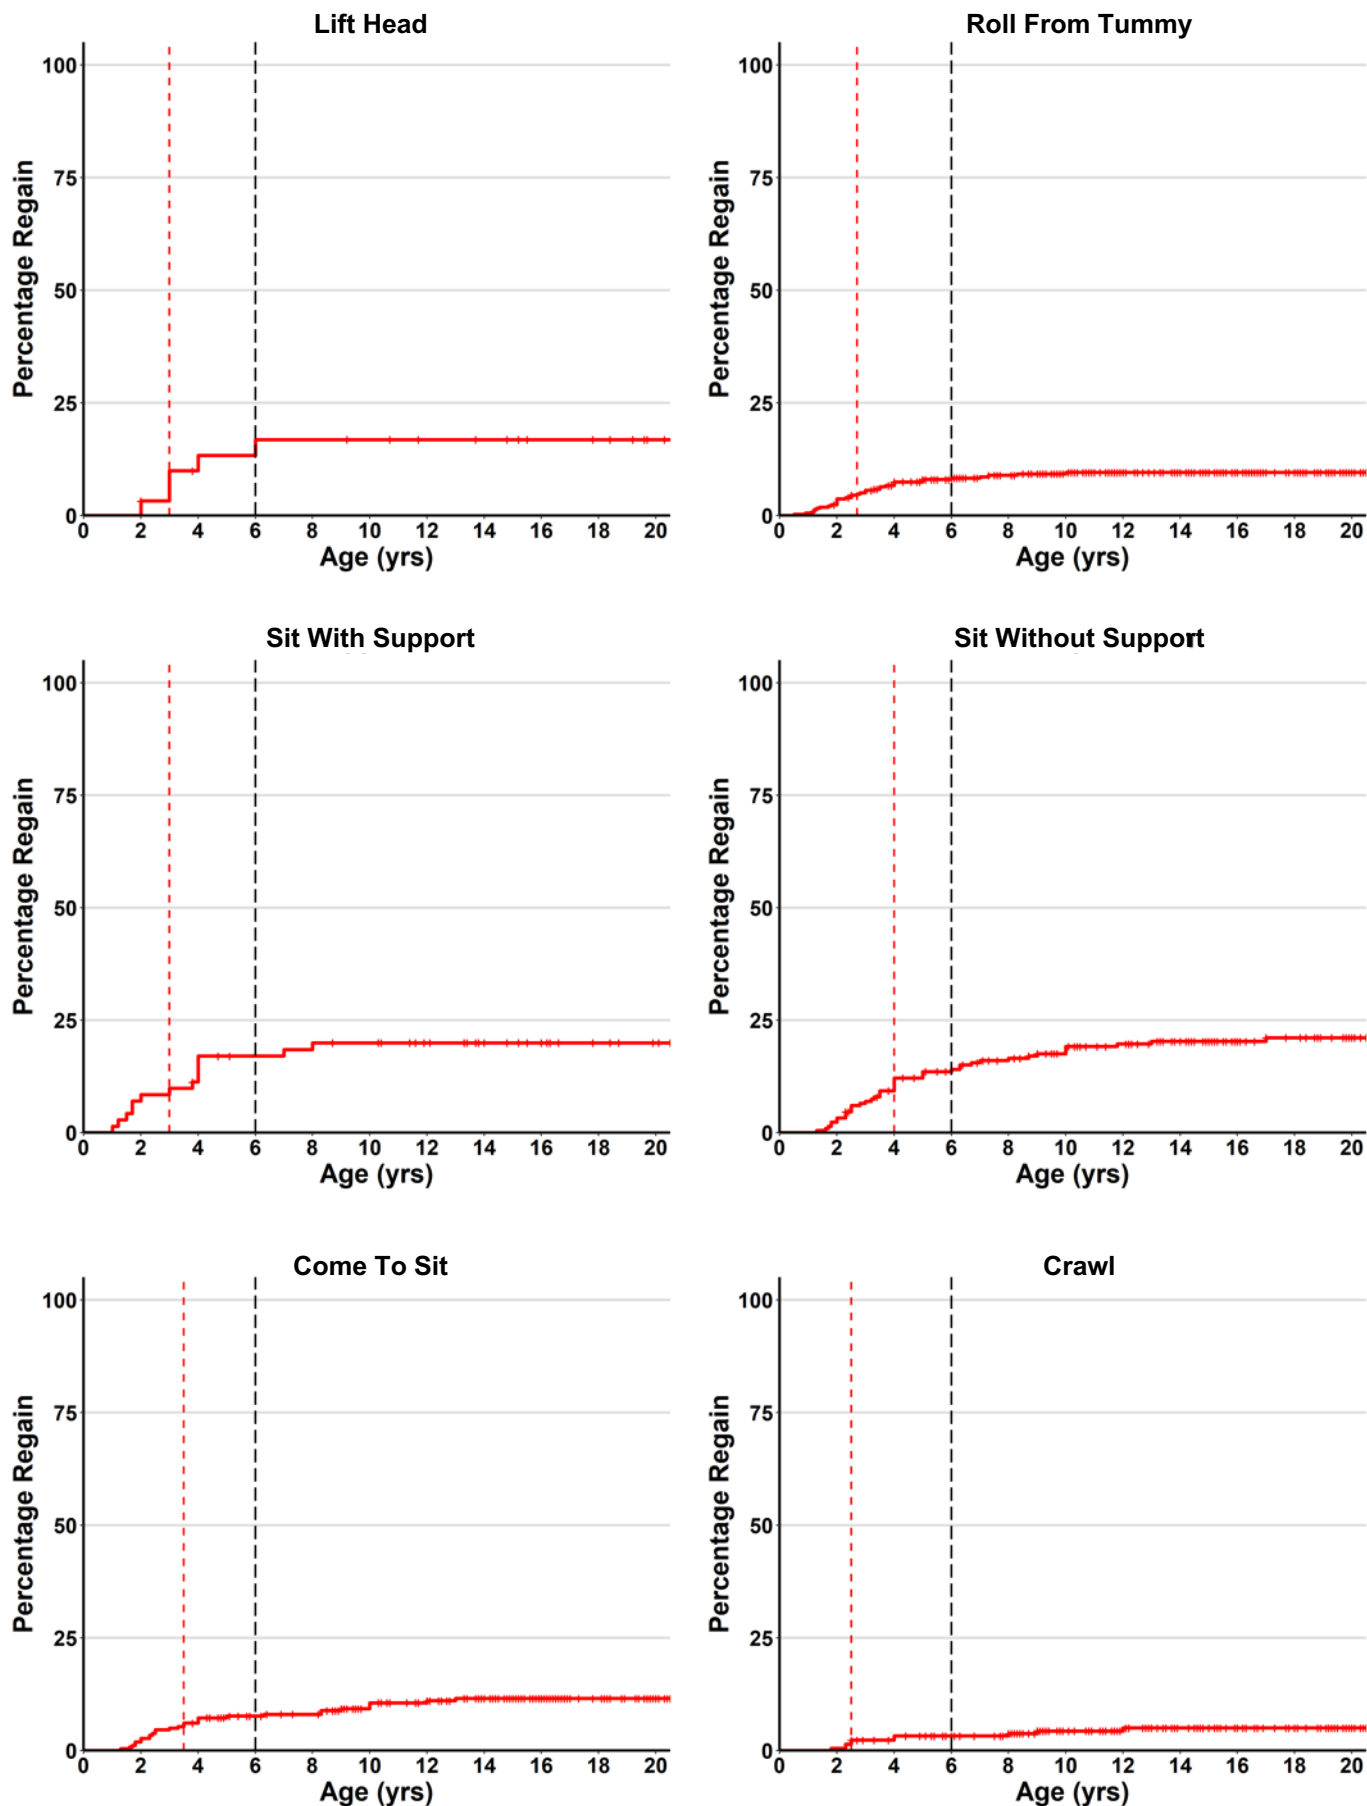 Lift Head
Roll From Tummy
100
75
50
25
0
Percentage Regain
0 2 4 6 8 10 12 14 16 18 20
Age (yrs)
100
75
50
25
0
Percentage Regain
0 2 4 6 8 10 12 14 16 18 20
Age (yrs)
Sit With Support
Sit Without Support
100
75
50
25
0
Percentage Regain
0 2 4 6 8 10 12 14 16 18 20
Age (yrs)
100
75
50
25
0
Percentage Regain
0 2 4 6 8 10 12 14 16 18 20
Age (yrs)
Come To Sit
Crawl
100
75
50
25
0
Percentage Regain
0 2 4 6 8 10 12 14 16 18 20
Age (yrs)
100
75
50
25
0
Percentage Regain
0 2 4 6 8 10 12 14 16 18 20
Age (yrs)